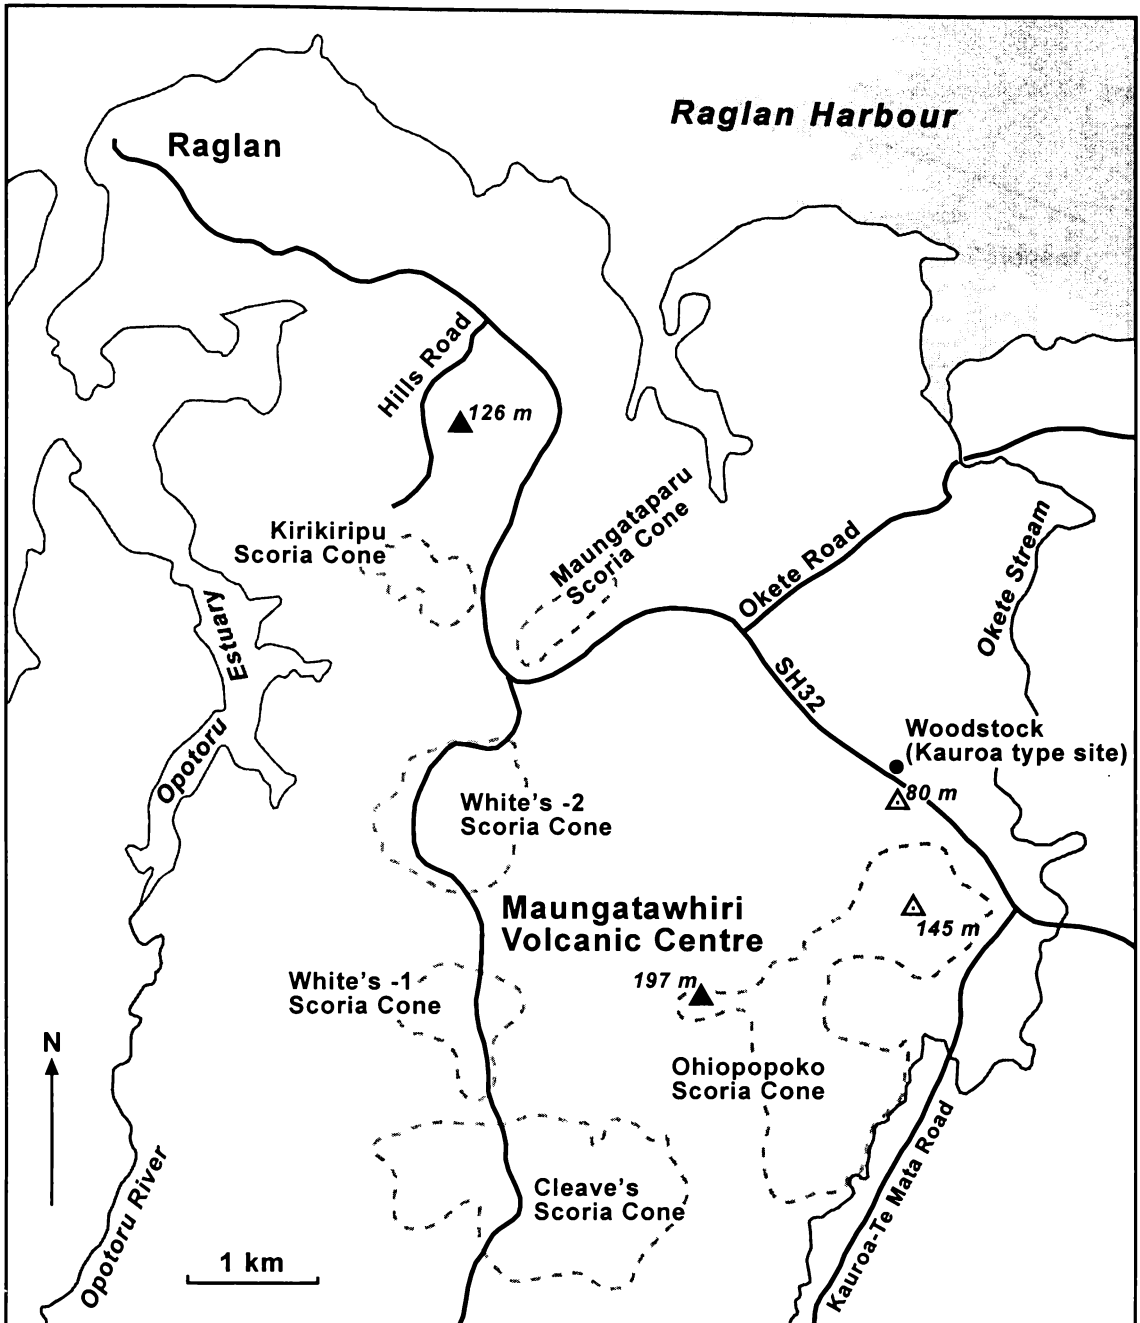 Raglan Harbour
Raglan
Hills Road
126 m
Kirikiripu
Scoria Cone
Maungataparu
Scoria Cone
Okete Road
Okete Stream
Estuary
Opotoru
SH32
Woodstock
(Kauroa type site)
80 m
White's -2
Scoria Cone
Maungatawhiri
Volcanic Centre
145 m
White's -1
Scoria Cone
197 m
N
Ohiopopoko
Scoria Cone
Kauroa-Te Mata Road
Cleave's
Scoria Cone
Opotoru River
1 km